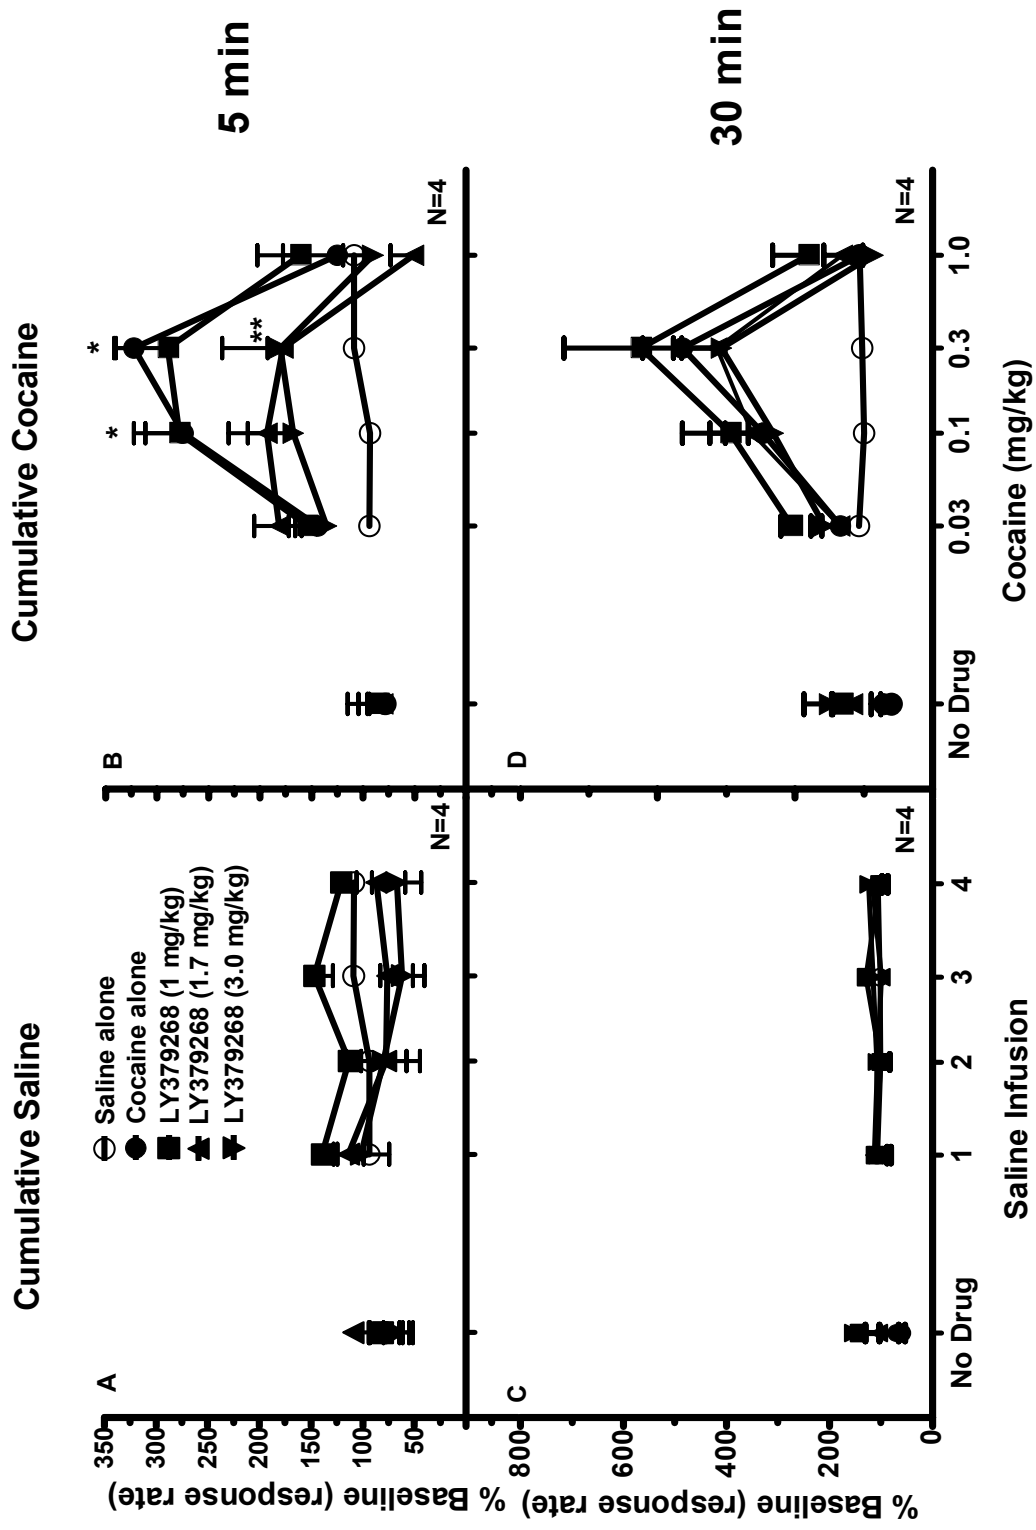 Cumulative Saline
Cumulative Cocaine
A
Saline alone
Cocaine alone
LY379268 (1 mg/kg)
LY379268 (1.7 mg/kg)
LY379268 (3.0 mg/kg)
N=4
350
300
250
200
150
100
50
% Baseline (response rate)
B
*
*
**
N=4
5 min
C
N=4
800
600
400
200
0
% Baseline (response rate)
No Drug
1
2
3
4
Saline Infusion
D
N=4
30 min
No Drug
0.03
0.1
0.3
1.0
Cocaine (mg/kg)